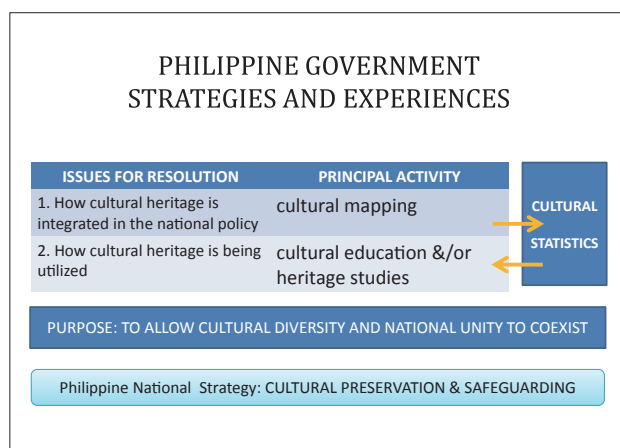 PHILIPPINE GOVERNMENT
STRATEGIES AND EXPERIENCES
ISSUES FOR RESOLUTION
PRINCIPAL ACTIVITY
1. How cultural heritage is
integrated in the national policy
cultural mapping
2. How cultural heritage is being
utilized
cultural education &/or
heritage studies
CULTURAL
STATISTICS
PURPOSE: TO ALLOW CULTURAL DIVERSITY AND NATIONAL UNITY TO COEXIST
Philippine National Strategy: CULTURAL PRESERVATION & SAFEGUARDING